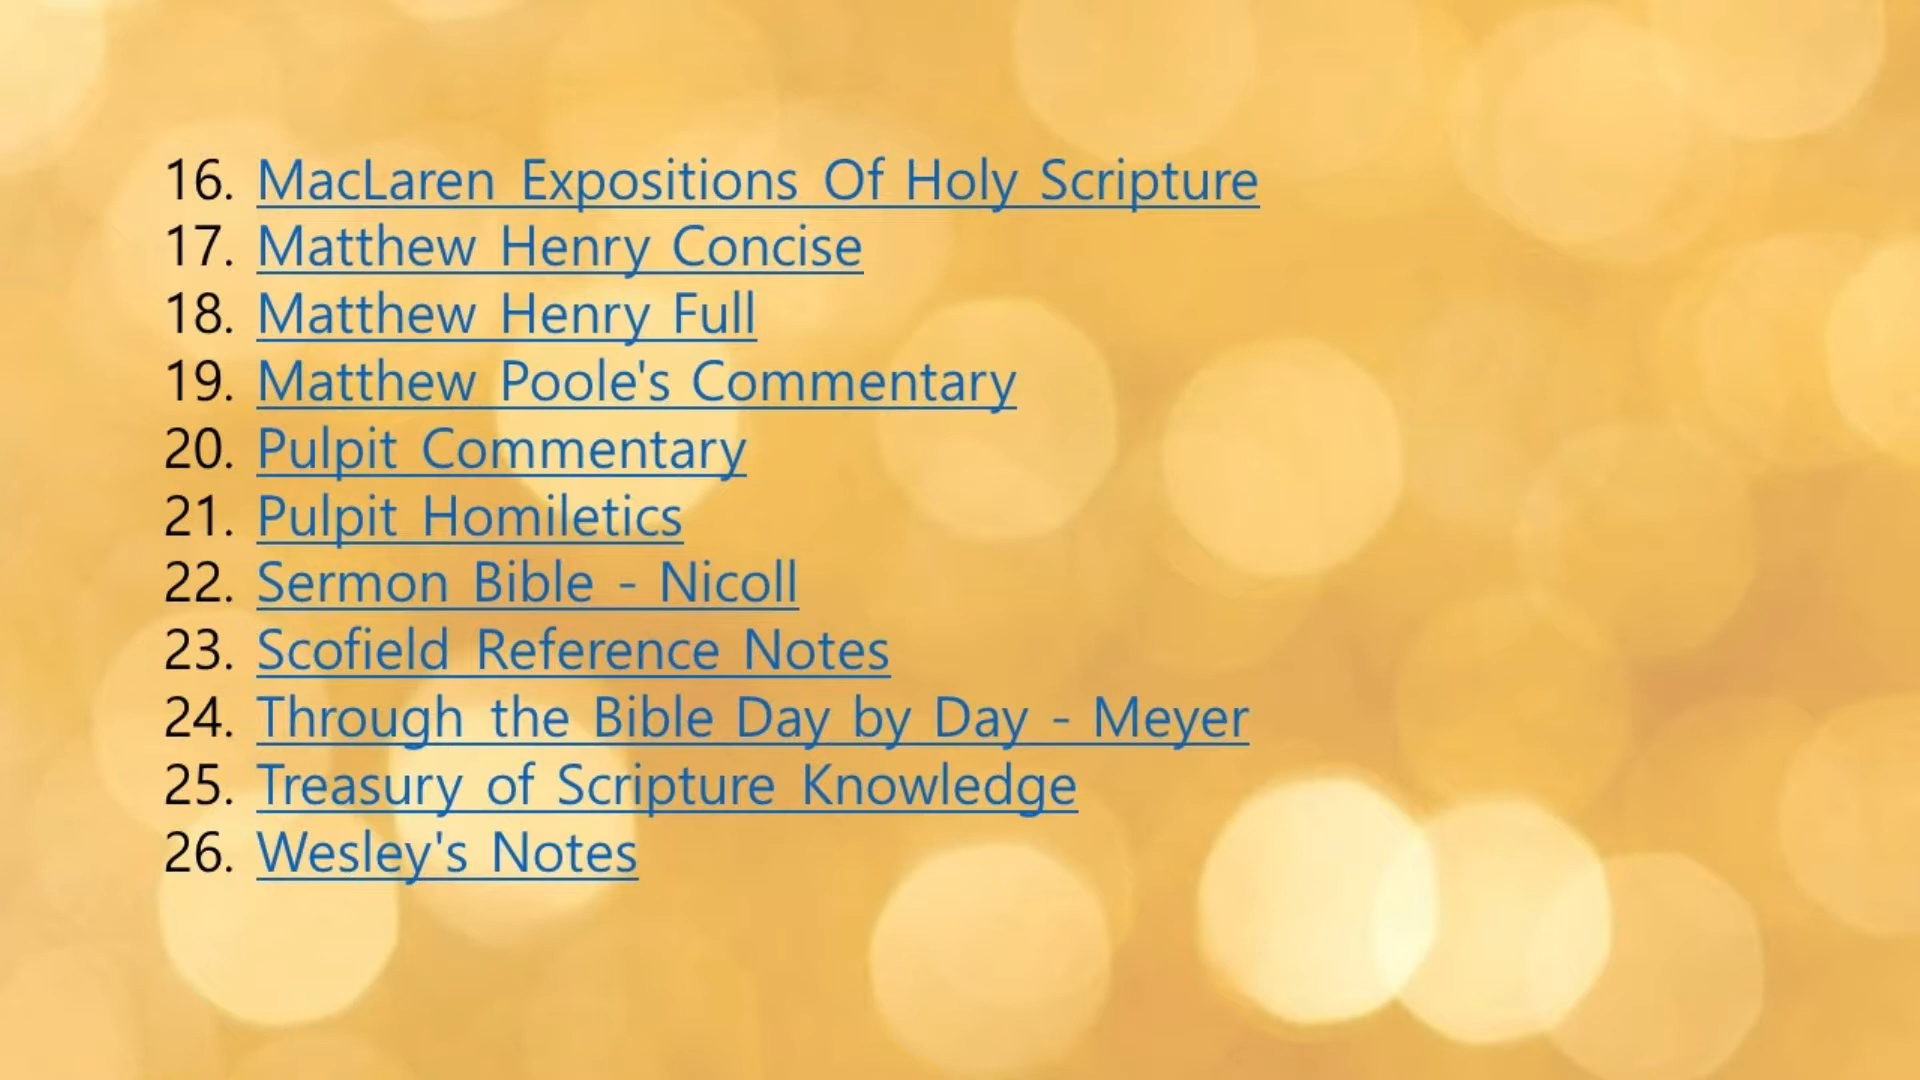 16. MacLaren Expositions Of Holy Scripture
17. Matthew Henry Concise
18. Matthew Henry Full
19. Matthew Poole's Commentary
20. Pulpit Commentary
21. Pulpit Homiletics
22. Sermon Bible - Nicoll
23. Scofield Reference Notes
24. Through the Bible Day by Day - Meyer
25. Treasury of Scripture Knowledge
26. Wesley's Notes